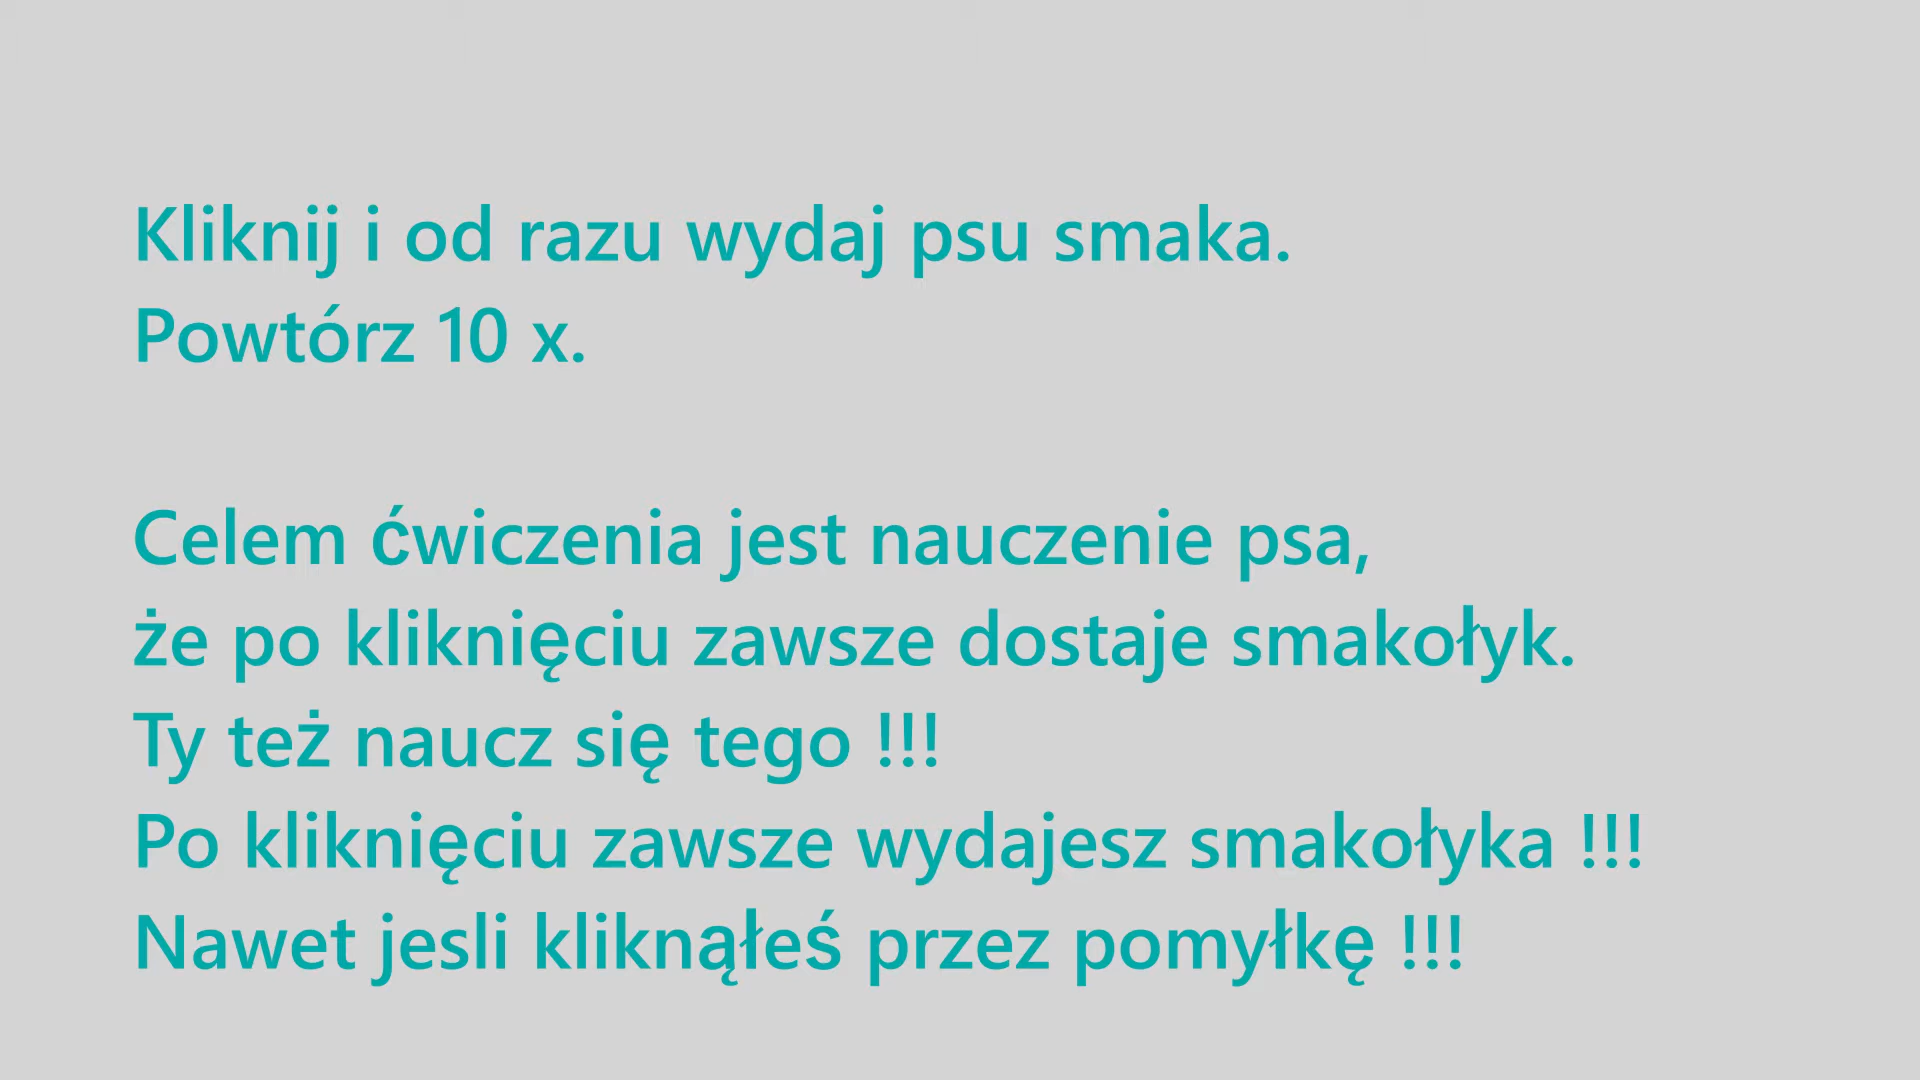 Kliknij i od razu wydaj psu smaka.
Powtórz 10 x.
Celem ćwiczenia jest nauczenie psa,
że po kliknięciu zawsze dostaje smakołyk.
Ty też naucz się tego !!!
Po kliknięciu zawsze wydajesz smakołyka !!!
Nawet jesli kliknąłeś przez pomyłkę !!!